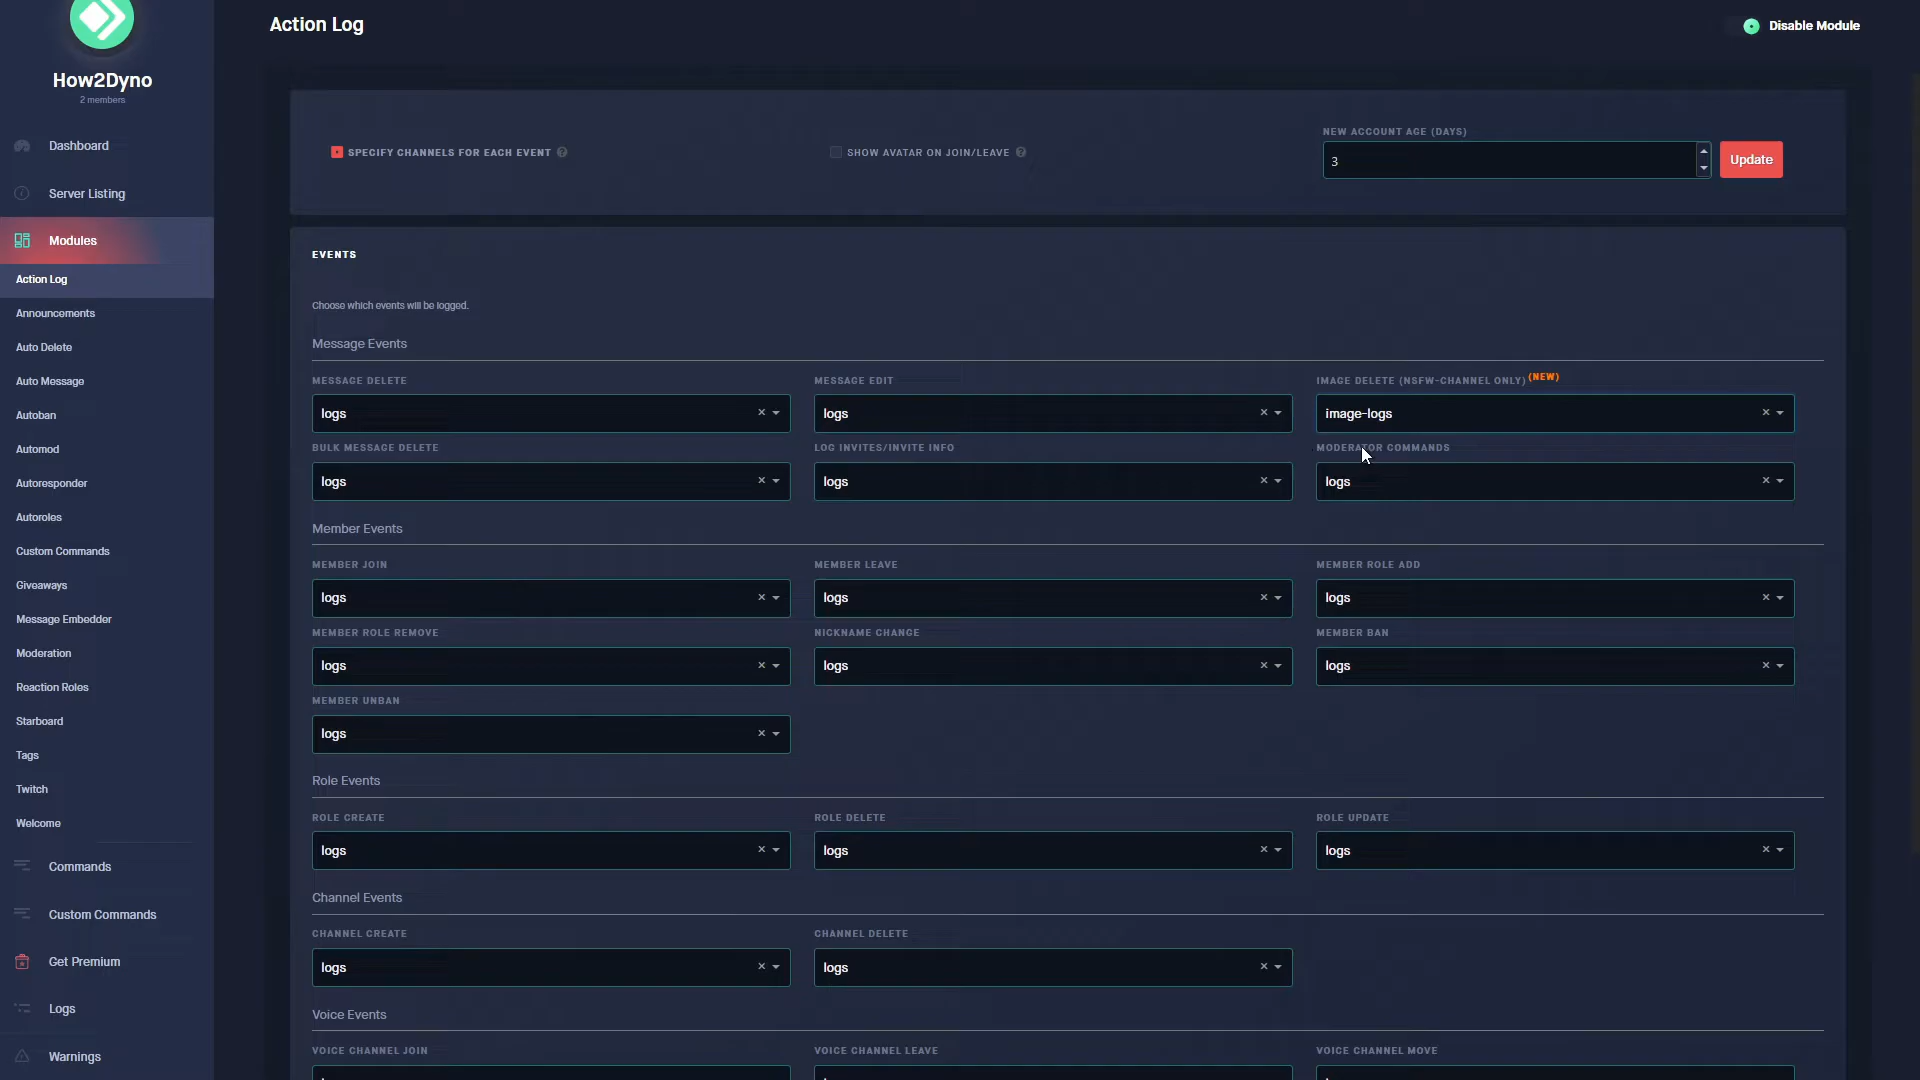 How2Dyno
2 members
Dashboard
Server Listing
Modules
Action Log
Announcements
Auto Delete
Auto Message
Autoban
Automod
Autoresponder
Autoroles
Custom Commands
Giveaways
Message Embedder
Moderation
Reaction Roles
Starboard
Tags
Twitch
Welcome
Commands
Custom Commands
Get Premium
Logs
Warnings
Action Log
Disable Module
SPECIFY CHANNELS FOR EACH EVENT
SHOW AVATAR ON JOIN/LEAVE
NEW ACCOUNT AGE (DAYS)
3
Update
EVENTS
Choose which events will be logged.
Message Events
MESSAGE DELETE
logs
MESSAGE EDIT
logs
IMAGE DELETE (NSFW-CHANNEL ONLY) (NEW)
image-logs
BULK MESSAGE DELETE
logs
LOG INVITES/INVITE INFO
logs
MODERATOR COMMANDS
logs
Member Events
MEMBER JOIN
logs
MEMBER LEAVE
logs
MEMBER ROLE ADD
logs
MEMBER ROLE REMOVE
logs
NICKNAME CHANGE
logs
MEMBER BAN
logs
MEMBER UNBAN
logs
Role Events
ROLE CREATE
logs
ROLE DELETE
logs
ROLE UPDATE
logs
Channel Events
CHANNEL CREATE
logs
CHANNEL DELETE
logs
Voice Events
VOICE CHANNEL JOIN
VOICE CHANNEL LEAVE
VOICE CHANNEL MOVE